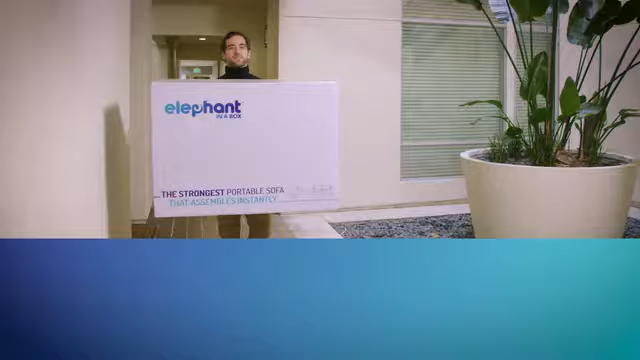 elephant
IN A BOX
THE STRONGEST PORTABLE SOFA
THAT ASSEMBLES INSTANTLY